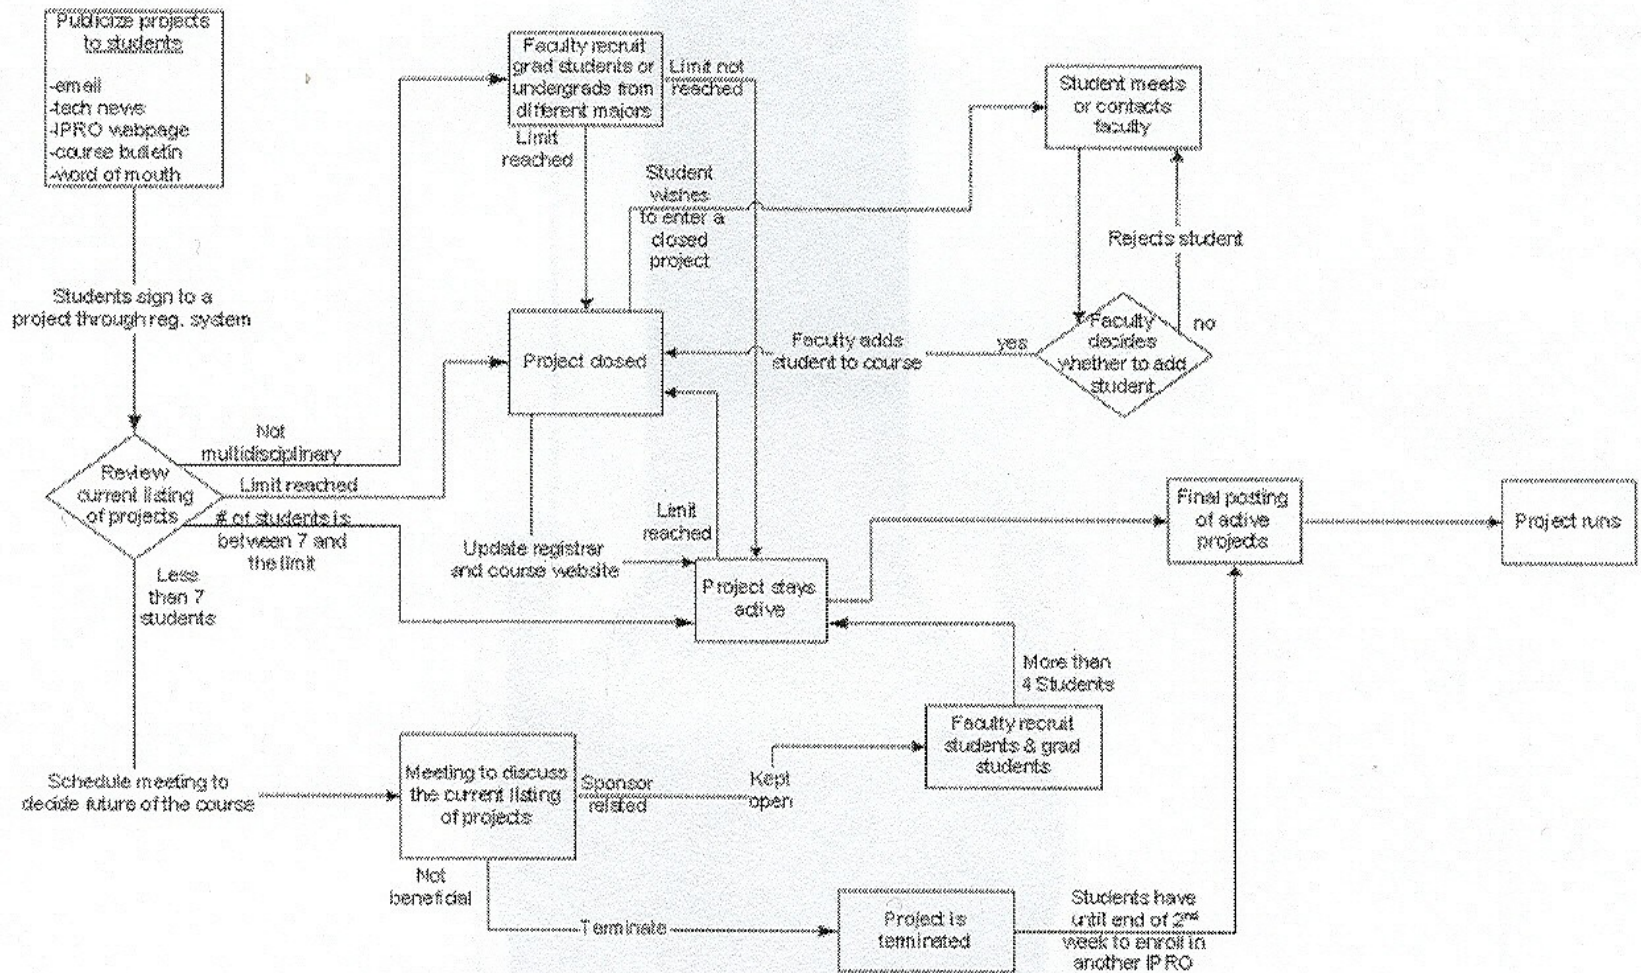 Publicize projects
to students
-email
-tech news
-IPRO webpage
-course bulletin
-word of mouth
Students sign to a
project through reg. system
Review
current listing
of projects
Not
multidisciplinary
Limit reached
# of students is
between 7 and
the limit
Less
than 7
students
Schedule meeting to
decide future of the course
Faculty recruit
grad students or
undergrads from
different majors
Limit not
reached
Limit
reached
Student
wishes
to enter a
closed
project
Student meets
or contacts
faculty
Rejects student
Faculty
decides
whether to add
student
no
yes
Faculty adds
student to course
Project closed
Update registrar
and course website
Limit
reached
Project stays
active
Final posting
of active
projects
Project runs
More than
4 Students
Faculty recruit
students & grad
students
Meeting to discuss
the current listing
of projects
Sponsor
related
Kept
open
Not
beneficial
Terminate
Project is
terminated
Students have
until end of 2nd
week to enroll in
another IPRO